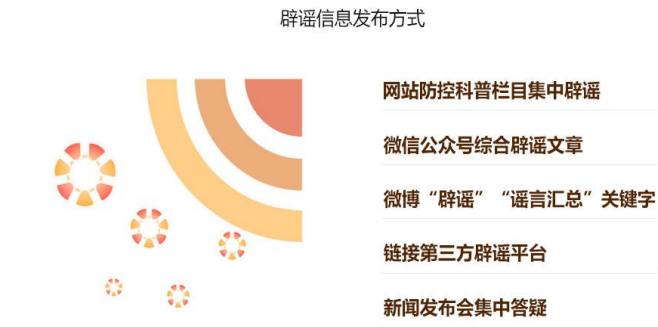 辟谣信息发布方式
网站防控科普栏目集中辟谣
微信公众号综合辟谣文章
微博“辟谣”“谣言汇总”关键字
链接第三方辟谣平台
新闻发布会集中答疑